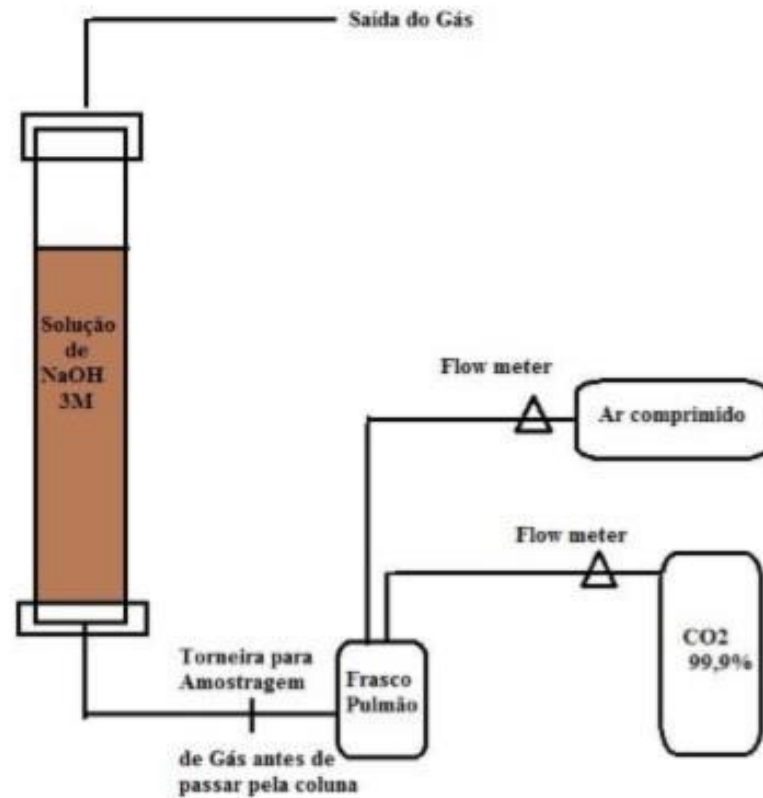 Saída do Gás
Solução
de
NaOH
3M
Flow meter
Ar comprimido
Flow meter
CO2
99,9%
Torneira para
Amostragem
Frasco
Pulmão
de Gás antes de
passar pela coluna